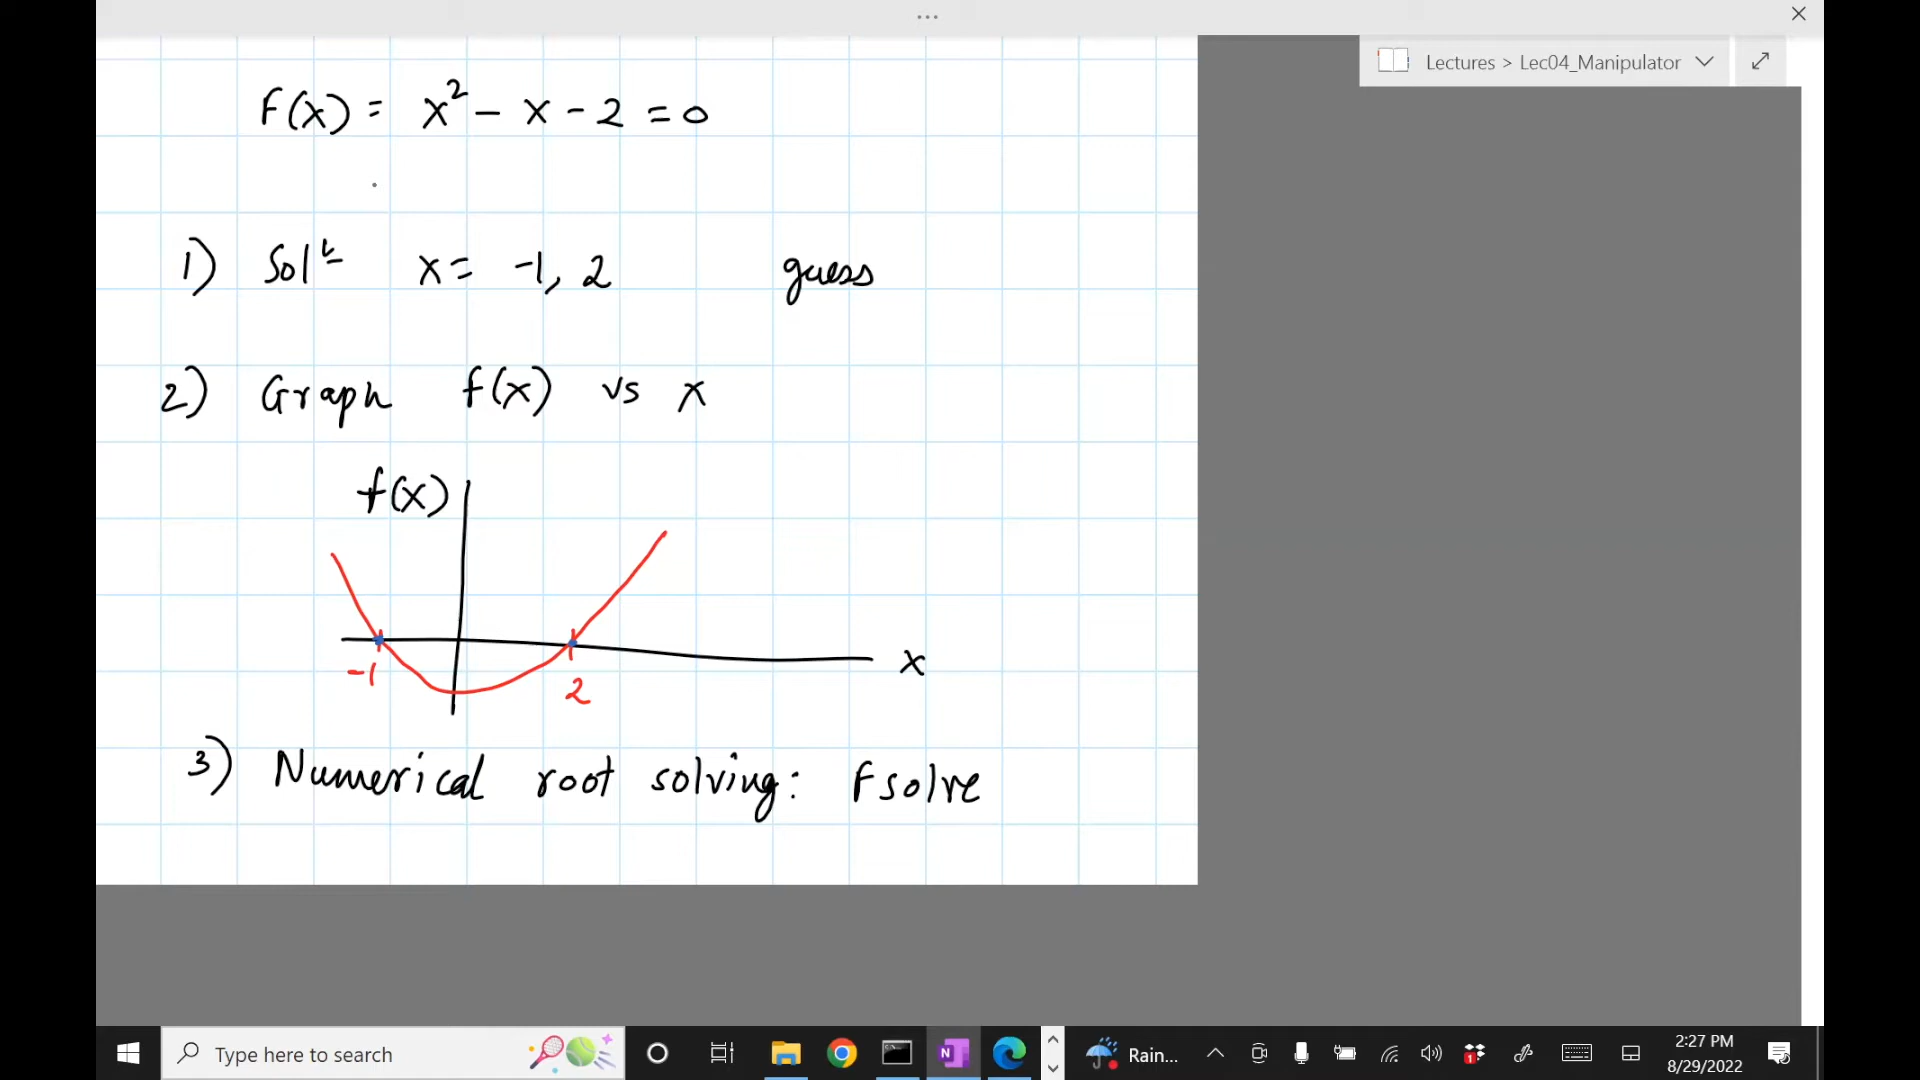 Lectures > Lec04_Manipulator
F(x) = x² - x - 2 = 0
1) Solⁿ x = -1, 2 guess
2) Graph f(x) vs x
f(x)
-1
2
x
3) Numerical root solving: Fsolve
Type here to search
Rain...
2:27 PM
8/29/2022